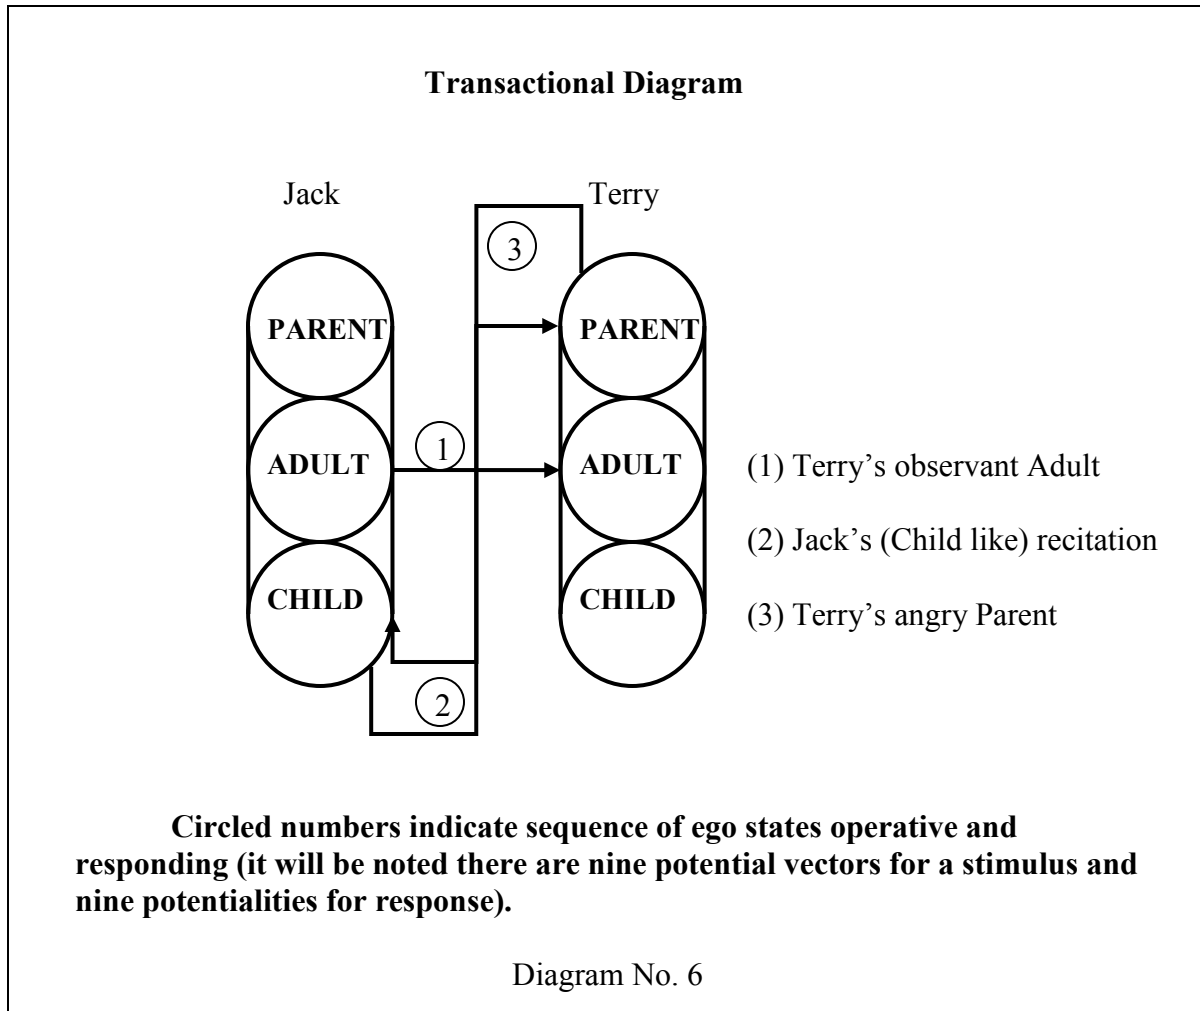 Transactional Diagram
Jack
Terry
3
PARENT
PARENT
1
ADULT
ADULT
(1) Terry’s observant Adult
(2) Jack’s (Child like) recitation
CHILD
CHILD
(3) Terry’s angry Parent
2
Circled numbers indicate sequence of ego states operative and
responding (it will be noted there are nine potential vectors for a stimulus and
nine potentialities for response).
Diagram No. 6